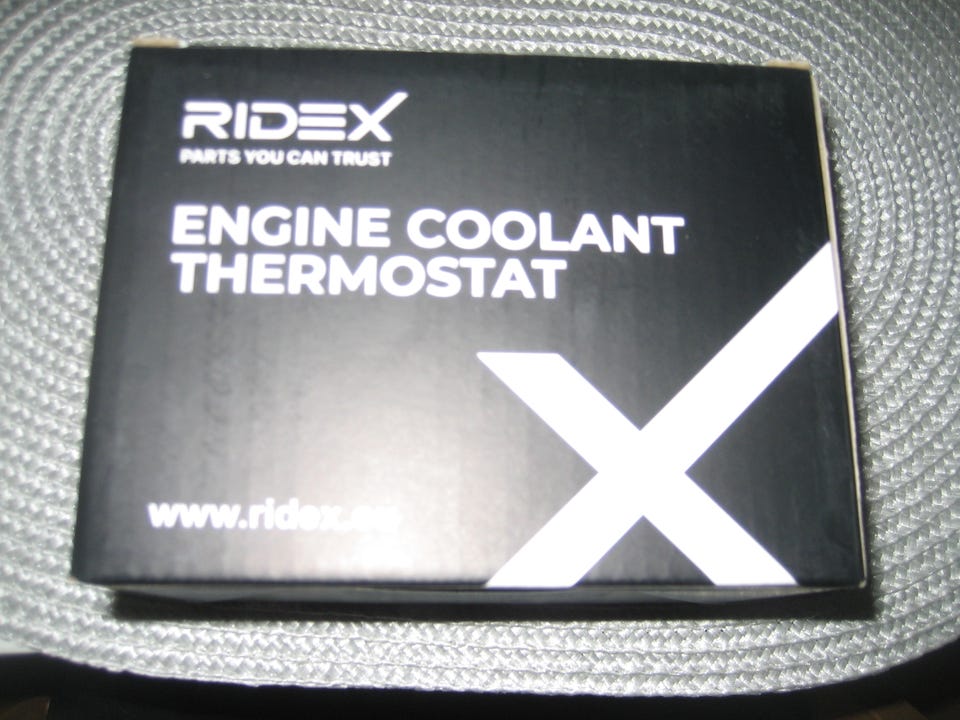 RIDEX
PARTS YOU CAN TRUST
ENGINE COOLANT
THERMOSTAT
www.ridex.eu